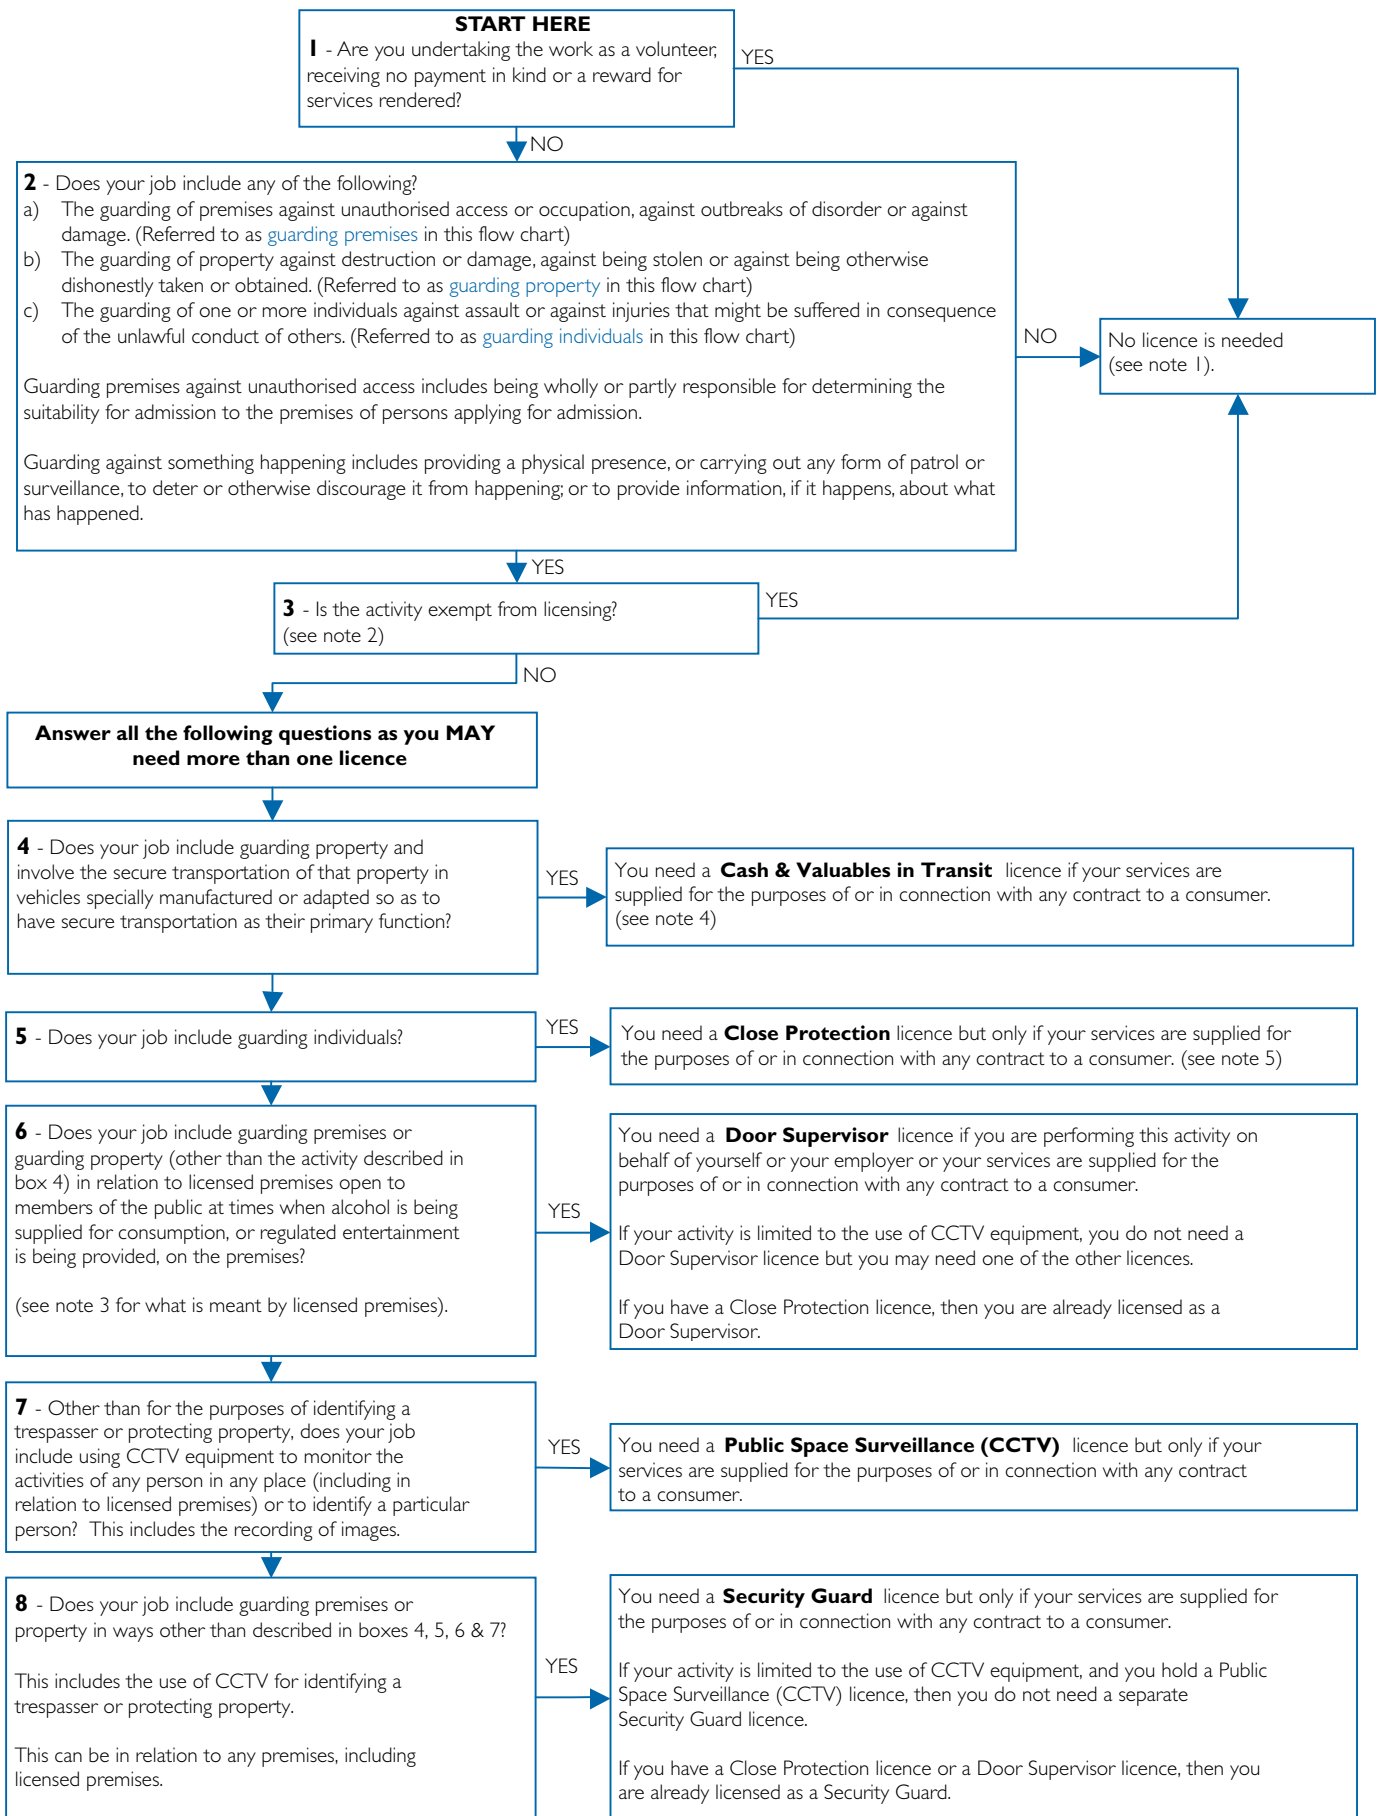 START HERE
1 - Are you undertaking the work as a volunteer,
receiving no payment in kind or a reward for
services rendered?
YES
NO
2 - Does your job include any of the following?
a) The guarding of premises against unauthorised access or occupation, against outbreaks of disorder or against
damage. (Referred to as guarding premises in this flow chart)
b) The guarding of property against destruction or damage, against being stolen or against being otherwise
dishonestly taken or obtained. (Referred to as guarding property in this flow chart)
c) The guarding of one or more individuals against assault or against injuries that might be suffered in consequence
of the unlawful conduct of others. (Referred to as guarding individuals in this flow chart)
Guarding premises against unauthorised access includes being wholly or partly responsible for determining the
suitability for admission to the premises of persons applying for admission.
Guarding against something happening includes providing a physical presence, or carrying out any form of patrol or
surveillance, to deter or otherwise discourage it from happening; or to provide information, if it happens, about what
has happened.
NO
No licence is needed
(see note 1).
YES
3 - Is the activity exempt from licensing?
(see note 2)
YES
NO
Answer all the following questions as you MAY
need more than one licence
4 - Does your job include guarding property and
involve the secure transportation of that property in
vehicles specially manufactured or adapted so as to
have secure transportation as their primary function?
YES
You need a Cash & Valuables in Transit licence if your services are
supplied for the purposes of or in connection with any contract to a consumer.
(see note 4)
5 - Does your job include guarding individuals?
YES
You need a Close Protection licence but only if your services are supplied for
the purposes of or in connection with any contract to a consumer. (see note 5)
6 - Does your job include guarding premises or
guarding property (other than the activity described in
box 4) in relation to licensed premises open to
members of the public at times when alcohol is being
supplied for consumption, or regulated entertainment
is being provided, on the premises?
(see note 3 for what is meant by licensed premises).
YES
You need a Door Supervisor licence if you are performing this activity on
behalf of yourself or your employer or your services are supplied for the
purposes of or in connection with any contract to a consumer.
If your activity is limited to the use of CCTV equipment, you do not need a
Door Supervisor licence but you may need one of the other licences.
If you have a Close Protection licence, then you are already licensed as a
Door Supervisor.
7 - Other than for the purposes of identifying a
trespasser or protecting property, does your job
include using CCTV equipment to monitor the
activities of any person in any place (including in
relation to licensed premises) or to identify a particular
person? This includes the recording of images.
YES
You need a Public Space Surveillance (CCTV) licence but only if your
services are supplied for the purposes of or in connection with any contract
to a consumer.
8 - Does your job include guarding premises or
property in ways other than described in boxes 4, 5, 6 & 7?
This includes the use of CCTV for identifying a
trespasser or protecting property.
This can be in relation to any premises, including
licensed premises.
YES
You need a Security Guard licence but only if your services are supplied for
the purposes of or in connection with any contract to a consumer.
If your activity is limited to the use of CCTV equipment, and you hold a Public
Space Surveillance (CCTV) licence, then you do not need a separate
Security Guard licence.
If you have a Close Protection licence or a Door Supervisor licence, then you
are already licensed as a Security Guard.